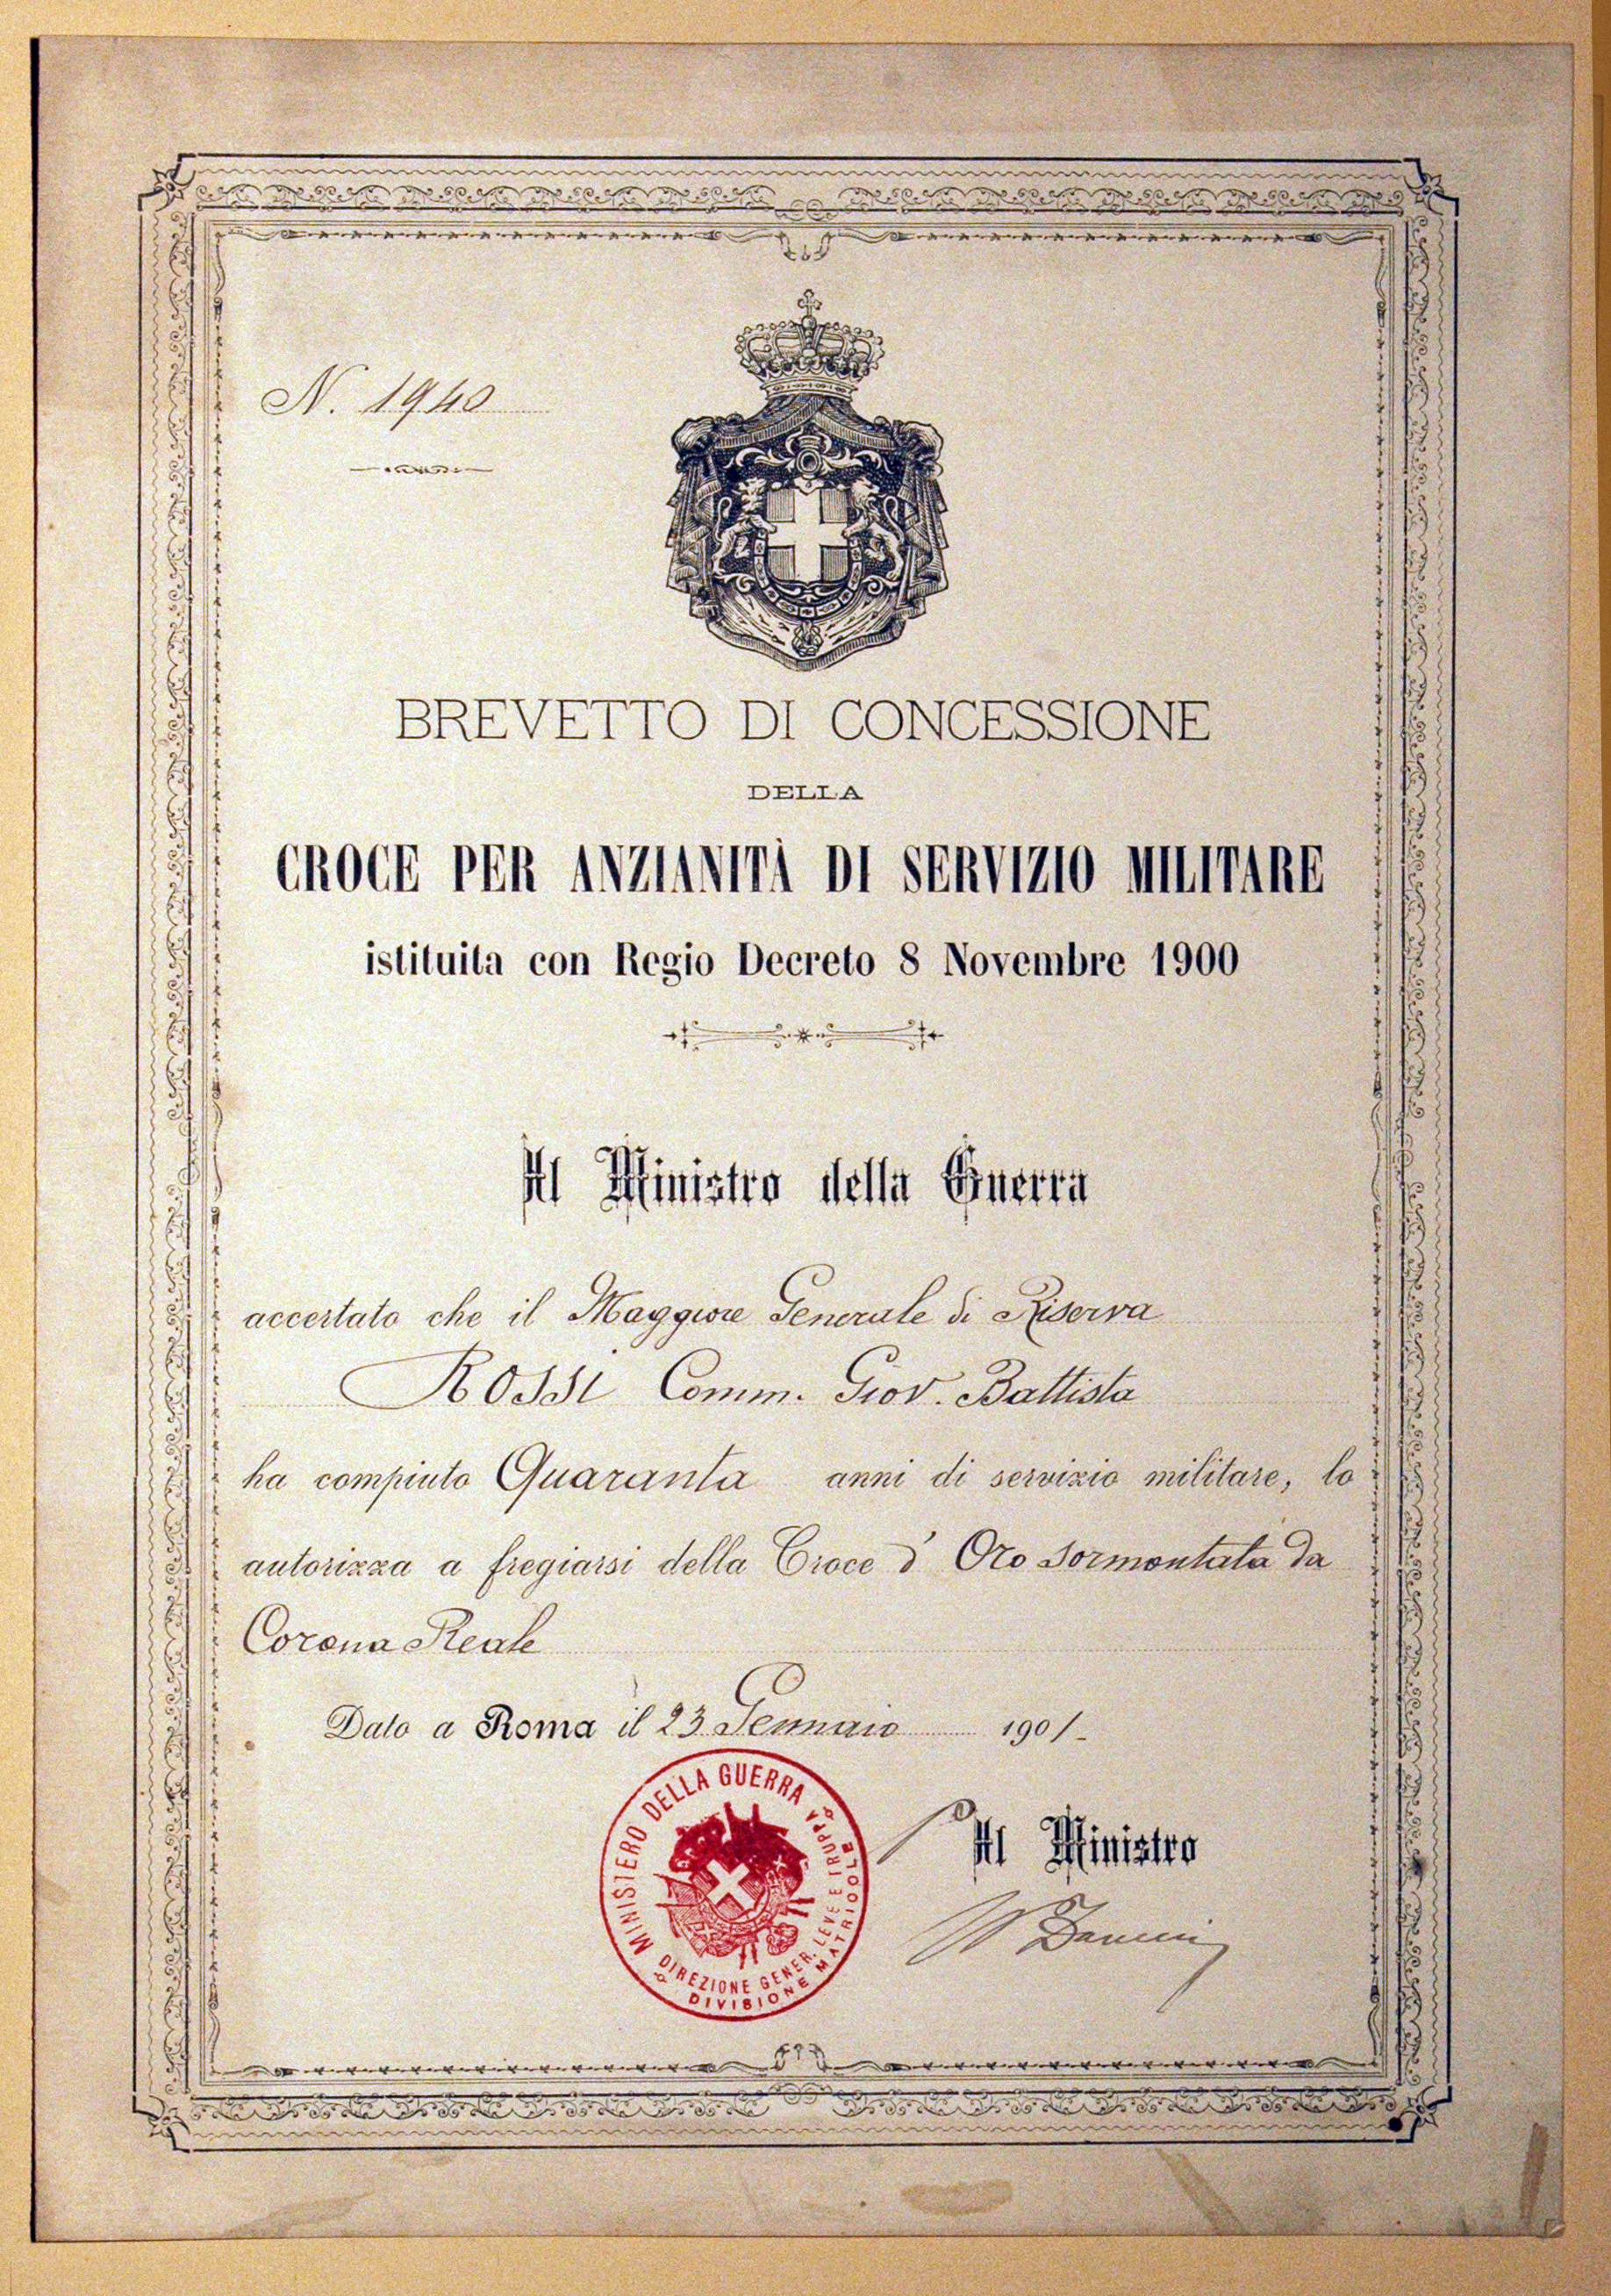 N. 1940
BREVETTO DI CONCESSIONE
DELLA
CROCE PER ANZIANITÀ DI SERVIZIO MILITARE
istituita con Regio Decreto 8 Novembre 1900
Il Ministro della Guerra
accertato che il Maggiore Generale di Riserva
ROSSI Comm. Giov. Battista
ha compiuto Quaranta anni di servizio militare, lo
autorizza a fregiarsi della Croce d' Oro sormontata da
Corona Reale
Dato a Roma il 23 Gennaio 1901-
MINISTERO DELLA GUERRA
DIREZIONE GENER. LEVE E TRUPPA
DIVISIONE MATRICOLE
Il Ministro